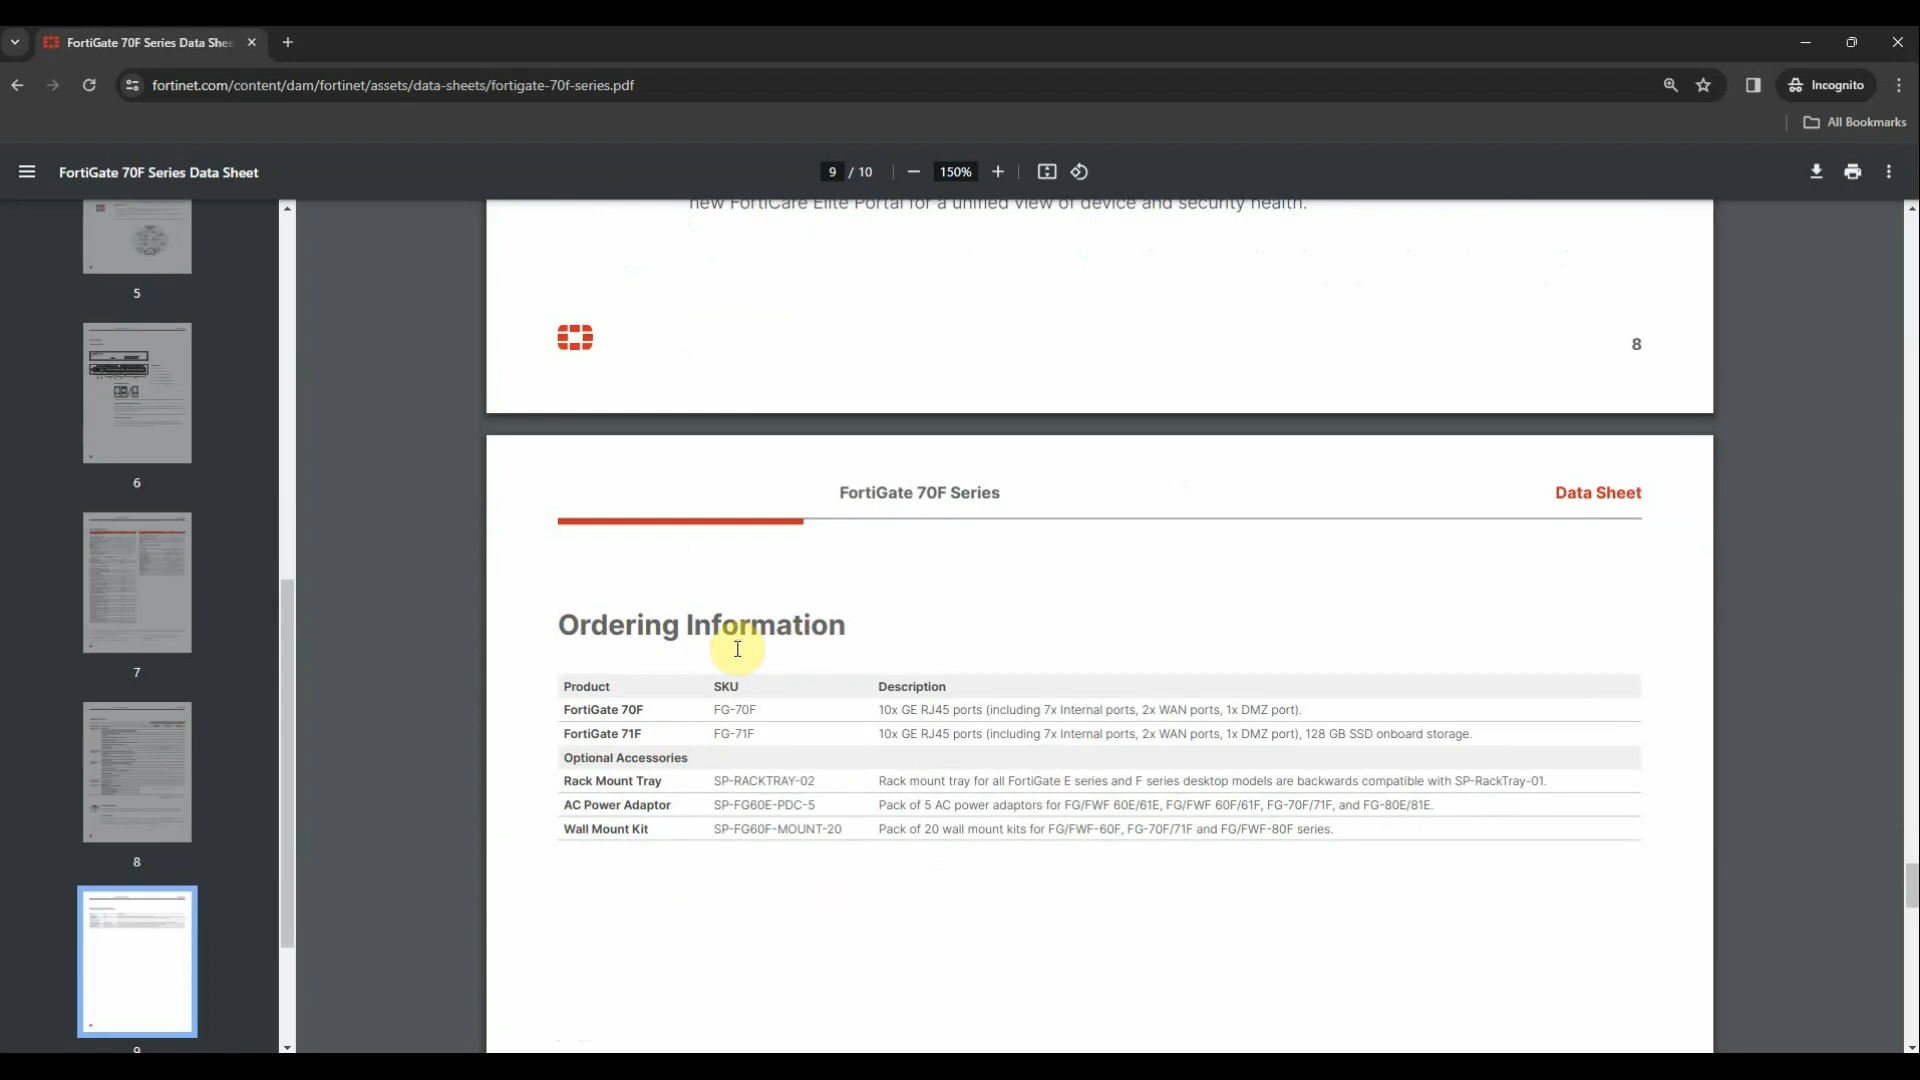 FortiGate 70F Series Data Shee
fortinet.com/content/dam/fortinet/assets/data-sheets/fortigate-70f-series.pdf
Incognito
All Bookmarks
FortiGate 70F Series Data Sheet
9 / 10
150%
new FortiCare Elite Portal for a unified view of device and security health.
8
FortiGate 70F Series
Data Sheet
Ordering Information
Product SKU Description
FortiGate 70F FG-70F 10x GE RJ45 ports (including 7x Internal ports, 2x WAN ports, 1x DMZ port).
FortiGate 71F FG-71F 10x GE RJ45 ports (including 7x Internal ports, 2x WAN ports, 1x DMZ port), 128 GB SSD onboard storage.
Optional Accessories
Rack Mount Tray SP-RACKTRAY-02 Rack mount tray for all FortiGate E series and F series desktop models are backwards compatible with SP-RackTray-01.
AC Power Adaptor SP-FG60E-PDC-5 Pack of 5 AC power adaptors for FG/FWF 60E/61E, FG/FWF 60F/61F, FG-70F/71F, and FG-80E/81E.
Wall Mount Kit SP-FG60F-MOUNT-20 Pack of 20 wall mount kits for FG/FWF-60F, FG-70F/71F and FG/FWF-80F series.
5
6
7
8
9